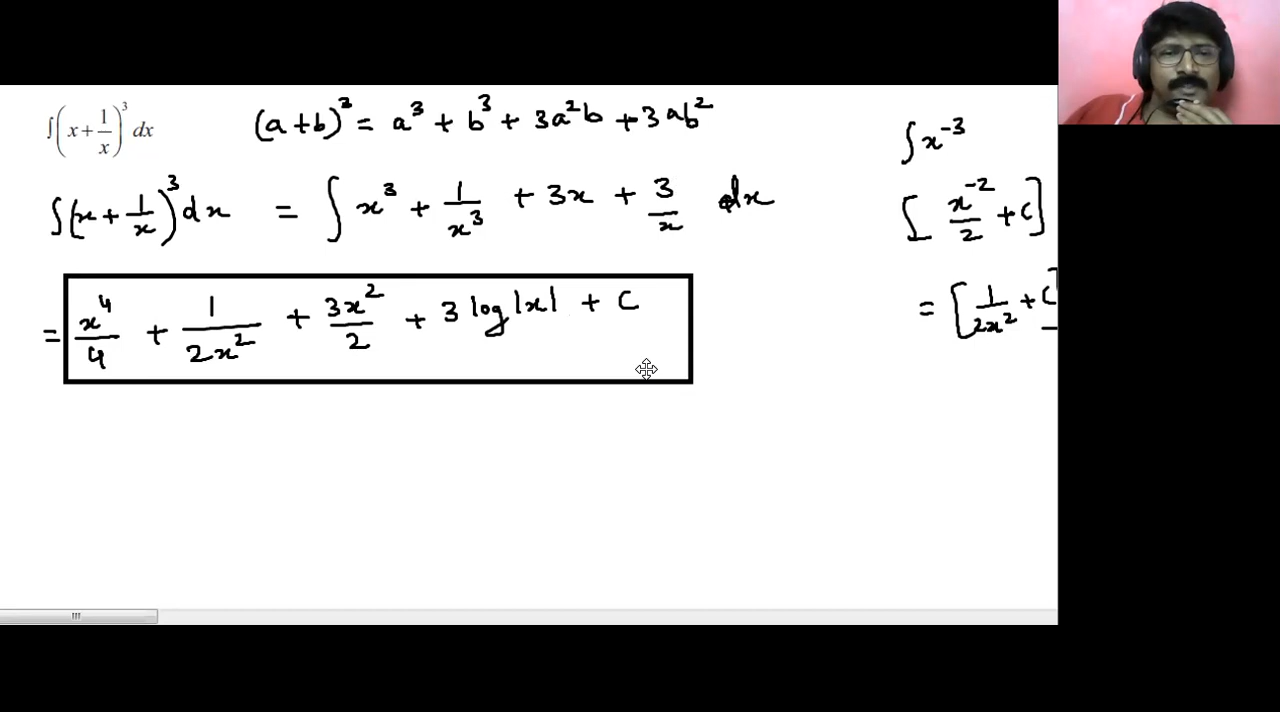 ∫(x + 1/x)³ dx
(a+b)³ = a³ + b³ + 3a²b + 3ab²
∫(x + 1/x)³ dx = ∫ x³ + 1/x³ + 3x + 3/x dx
= x⁴/4 + 1/2x² + 3x²/2 + 3 log|x| + C
∫x⁻³
[x⁻²/2 + C]
= [1/2x² + C]